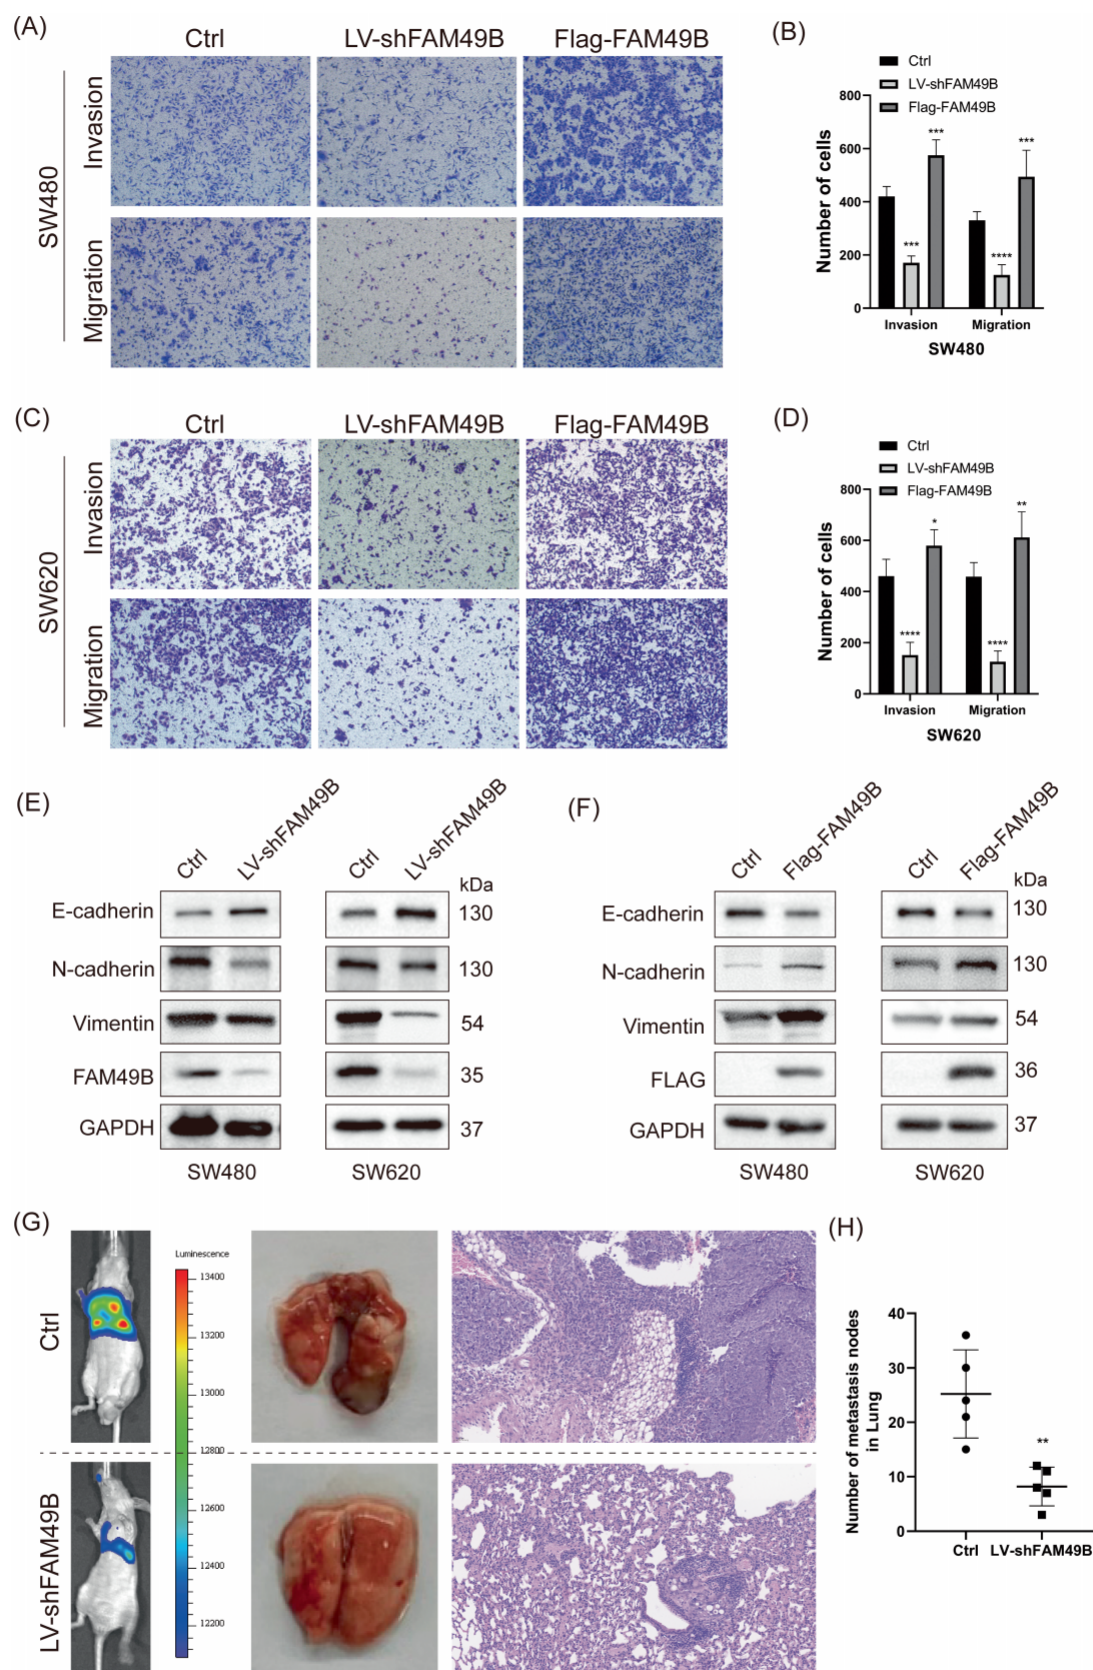 (A)
Ctrl LV-shFAM49B Flag-FAM49B
SW480
Invasion
Migration
(B)
Ctrl
LV-shFAM49B
Flag-FAM49B
Number of cells
800
600
400
200
0
***
***
****
***
Invasion Migration
SW480
(C)
Ctrl LV-shFAM49B Flag-FAM49B
SW620
Invasion
Migration
(D)
Ctrl
LV-shFAM49B
Flag-FAM49B
Number of cells
800
600
400
200
0
****
*
****
**
Invasion Migration
SW620
(E)
Ctrl LV-shFAM49B Ctrl LV-shFAM49B
kDa
E-cadherin 130
N-cadherin 130
Vimentin 54
FAM49B 35
GAPDH 37
SW480 SW620
(F)
Ctrl Flag-FAM49B Ctrl Flag-FAM49B
kDa
E-cadherin 130
N-cadherin 130
Vimentin 54
FLAG 36
GAPDH 37
SW480 SW620
(G)
Ctrl
LV-shFAM49B
Luminescence
13400
13200
13000
12800
12600
12400
12200
(H)
Number of metastasis nodes
in Lung
40
30
20
10
0
**
Ctrl LV-shFAM49B